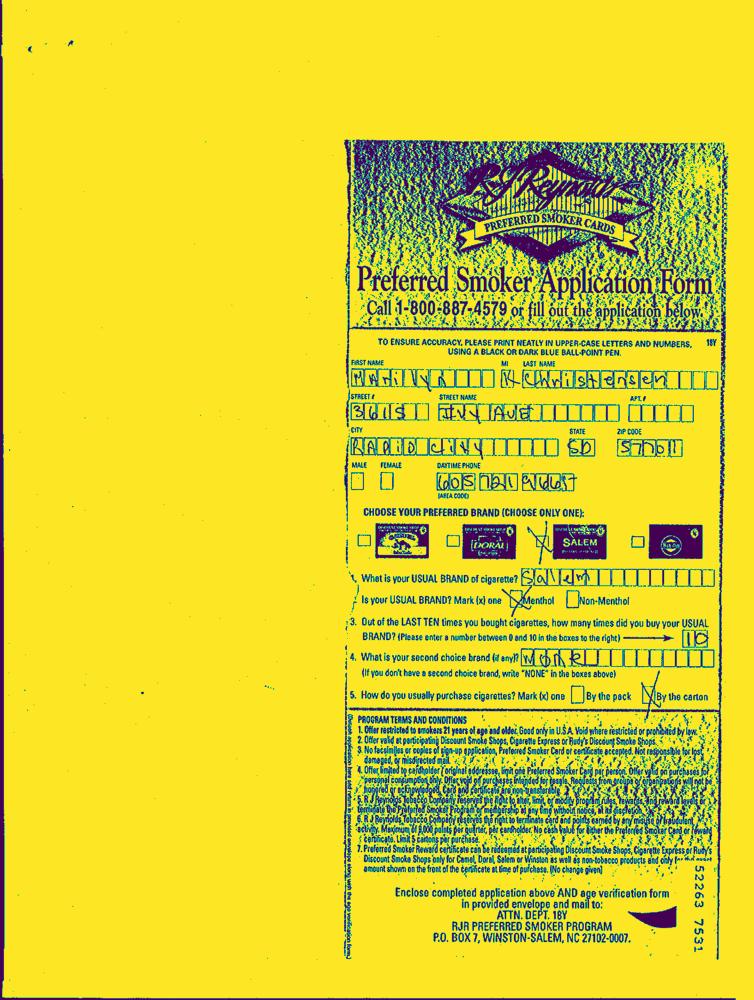 RJ Reynolds
PREFERRED SMOKER CARDS
Preferred Smoker Application Form
Call 1-800-887-4579 or fill out the application below.
TO ENSURE ACCURACY, PLEASE PRINT NEATLY IN UPPER-CASE LETTERS AND NUMBERS, 18Y
USING A BLACK OR DARK BLUE BALL-POINT PEN.
FIRST NAME MI LAST NAME
Marilyn K Christensen
STREET # STREET NAME APT. #
3615 IVY AVE
CITY STATE ZIP CODE
RAPID CITY SD 57701
MALE FEMALE DAYTIME PHONE
605 721 9667
(AREA CODE)
CHOOSE YOUR PREFERRED BRAND (CHOOSE ONLY ONE):
CAMEL DORAL SALEM
1. What is your USUAL BRAND of cigarette? Salem
Is your USUAL BRAND? Mark (x) one Menthol Non-Menthol
3. Out of the LAST TEN times you bought cigarettes, how many times did you buy your USUAL
BRAND? (Please enter a number between 0 and 10 in the boxes to the right) 10
4. What is your second choice brand (if any)?
(If you don't have a second choice brand, write "NONE" in the boxes above)
5. How do you usually purchase cigarettes? Mark (x) one By the pack By the carton
PROGRAM TERMS AND CONDITIONS
1. Offer restricted to smokers 21 years of age and older. Good only in U.S.A. Void where restricted or prohibited by law.
2. Offer valid at participating Discount Smoke Shops, Cigarette Express or Rudy's Discount Smoke Shops.
3. No facsimiles or copies of sign-up application, Preferred Smoker Card or certificate accepted. Not responsible for lost,
damaged, or misdirected mail.
4. Offer limited to cardholder / original addressee, limit one Preferred Smoker Card per person. Offer valid on purchases for
personal consumption only. Offer void on purchases intended for resale. Requests from groups or organizations will not be
honored or acknowledged. Card and certificate are non-transferable.
5. R J Reynolds Tobacco Company reserves the right to alter, limit, or modify program rules, rewards, and reward levels or
terminate the Preferred Smoker Program or membership at any time without notice, at its discretion.
6. R J Reynolds Tobacco Company reserves the right to terminate card and points earned by any misuse or fraudulent
activity. Maximum of 9,000 points per quarter, per cardholder. No cash value for either the Preferred Smoker Card or reward
certificate. Limit 5 cartons per purchase.
7. Preferred Smoker Reward certificate can be redeemed at participating Discount Smoke Shops, Cigarette Express or Rudy's
Discount Smoke Shops only for Camel, Doral, Salem or Winston as well as non-tobacco products and only for the exact
amount shown on the front of the certificate at time of purchase. (No change given)
Enclose completed application above AND age verification form
in provided envelope and mail to:
ATTN. DEPT. 18Y
RJR PREFERRED SMOKER PROGRAM
P.O. BOX 7, WINSTON-SALEM, NC 27102-0007.
52263 7531